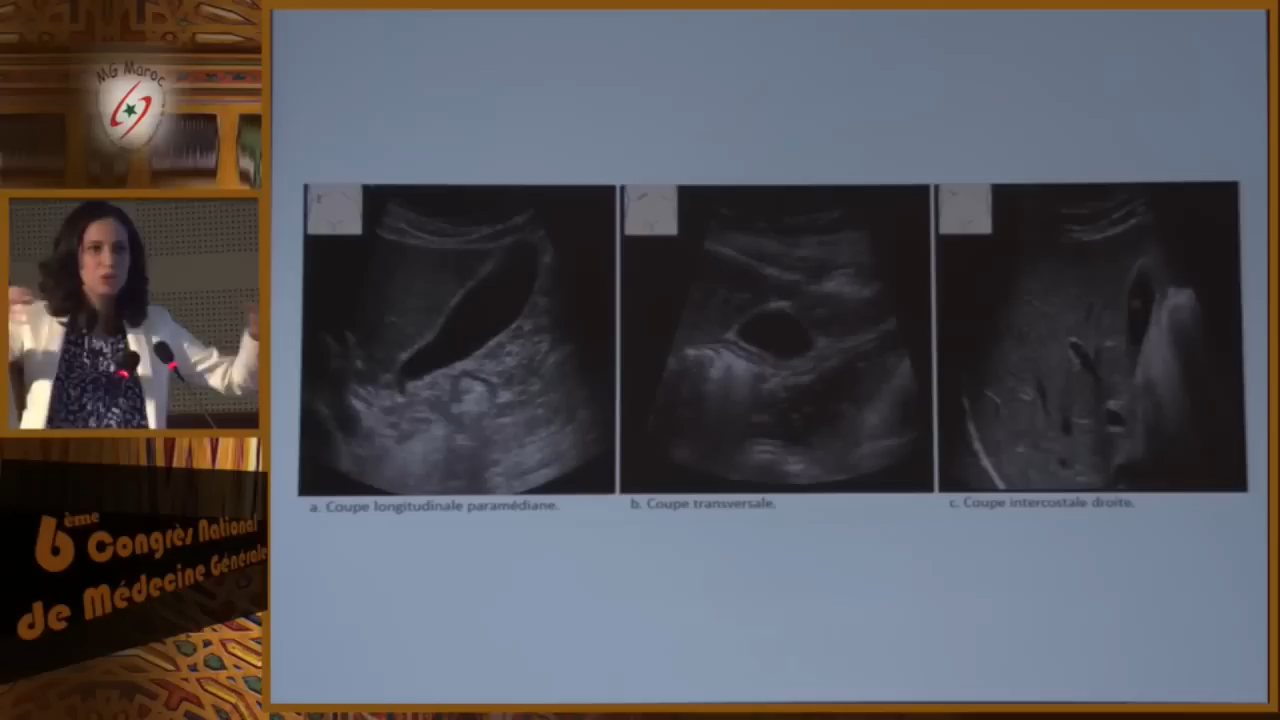 MG Maroc
6ème Congrès National
de Médecine Générale
a. Coupe longitudinale paramédiane.
b. Coupe transversale.
c. Coupe intercostale droite.